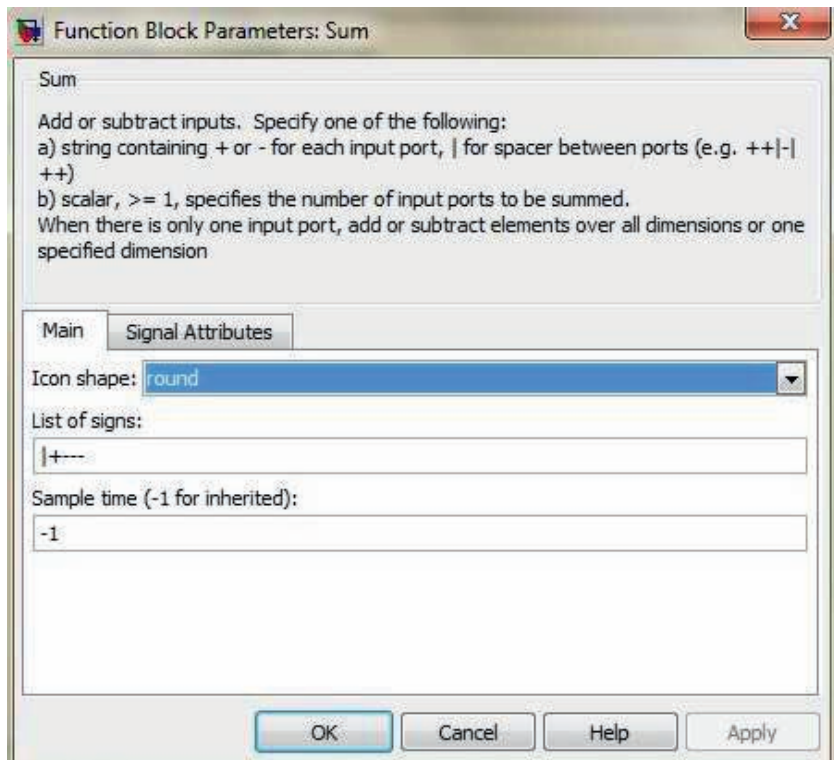 Function Block Parameters: Sum
Sum
Add or subtract inputs. Specify one of the following:
a) string containing + or - for each input port, | for spacer between ports (e.g. ++|-|
++)
b) scalar, >= 1, specifies the number of input ports to be summed.
When there is only one input port, add or subtract elements over all dimensions or one
specified dimension
Main Signal Attributes
Icon shape: round
List of signs:
|+---
Sample time (-1 for inherited):
-1
OK Cancel Help Apply